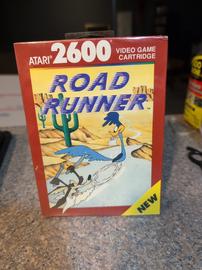 ATARI 2600 VIDEO GAME CARTRIDGE
ROAD
RUNNER
NEW